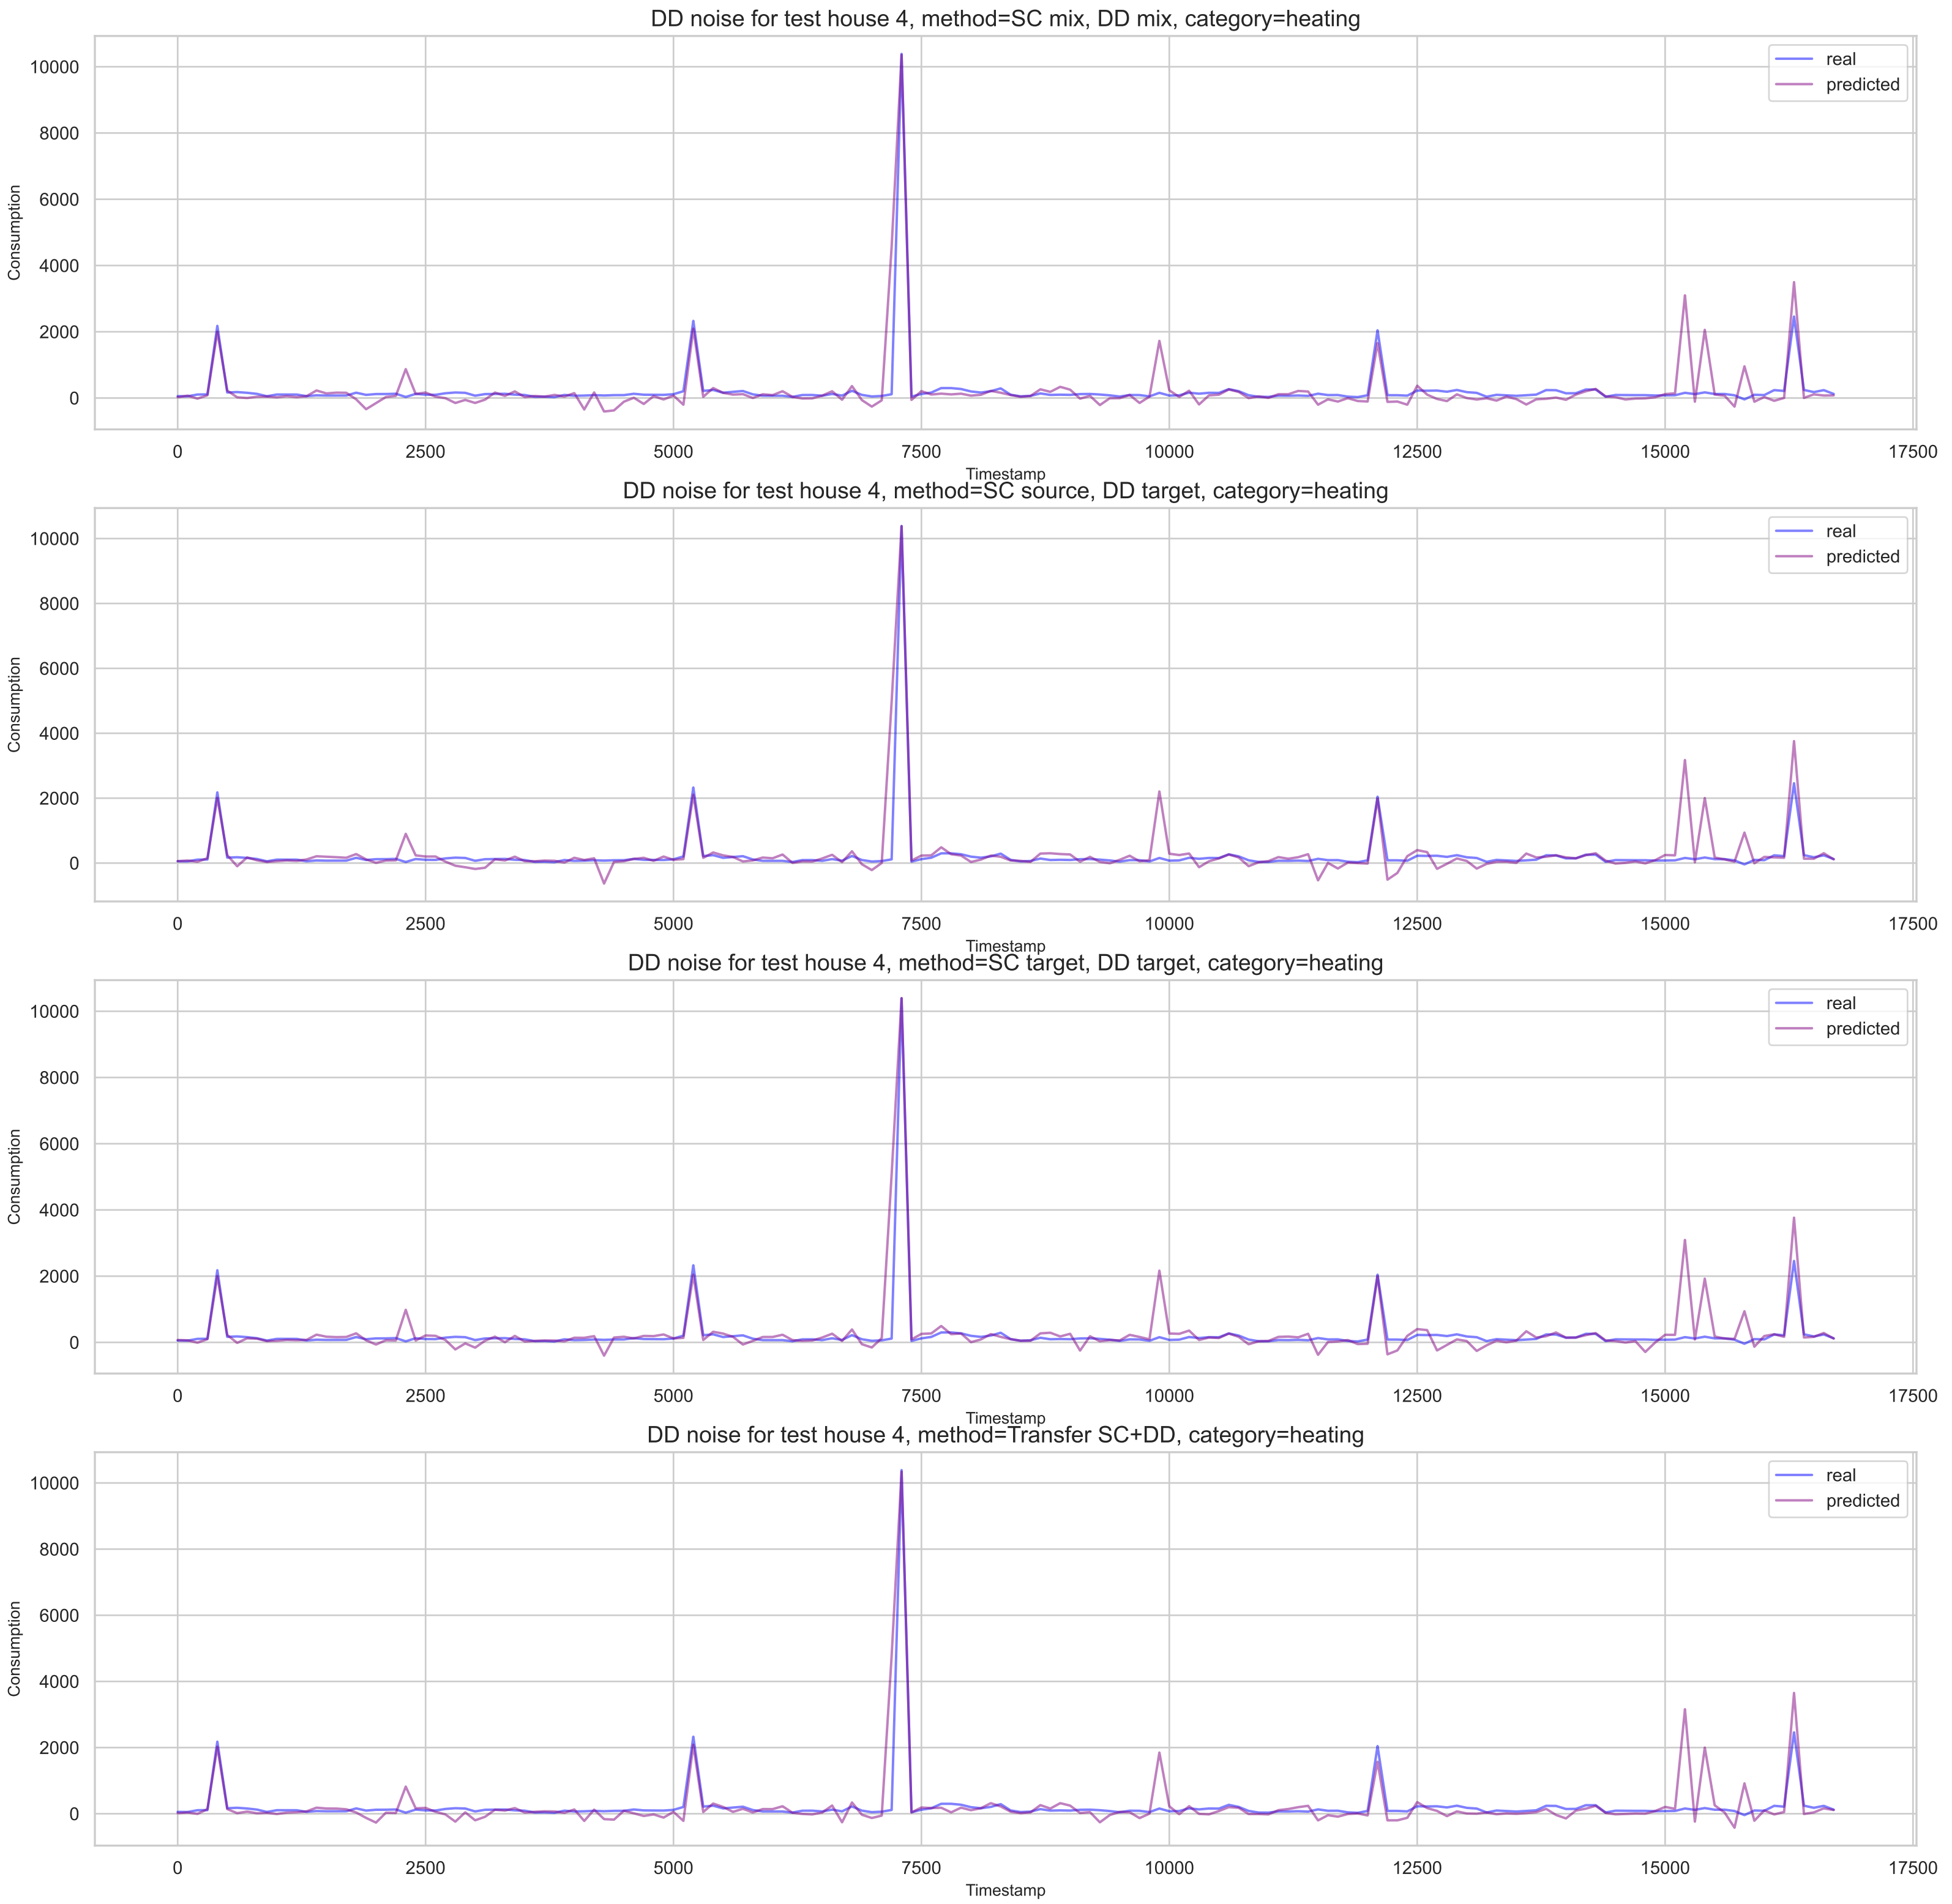 DD noise for test house 4, method=SC mix, DD mix, category=heating
real
predicted
10000
8000
6000
4000
2000
0
Consumption
0 2500 5000 7500 10000 12500 15000 17500
Timestamp
DD noise for test house 4, method=SC source, DD target, category=heating
real
predicted
10000
8000
6000
4000
2000
0
Consumption
0 2500 5000 7500 10000 12500 15000 17500
Timestamp
DD noise for test house 4, method=SC target, DD target, category=heating
real
predicted
10000
8000
6000
4000
2000
0
Consumption
0 2500 5000 7500 10000 12500 15000 17500
Timestamp
DD noise for test house 4, method=Transfer SC+DD, category=heating
real
predicted
10000
8000
6000
4000
2000
0
Consumption
0 2500 5000 7500 10000 12500 15000 17500
Timestamp